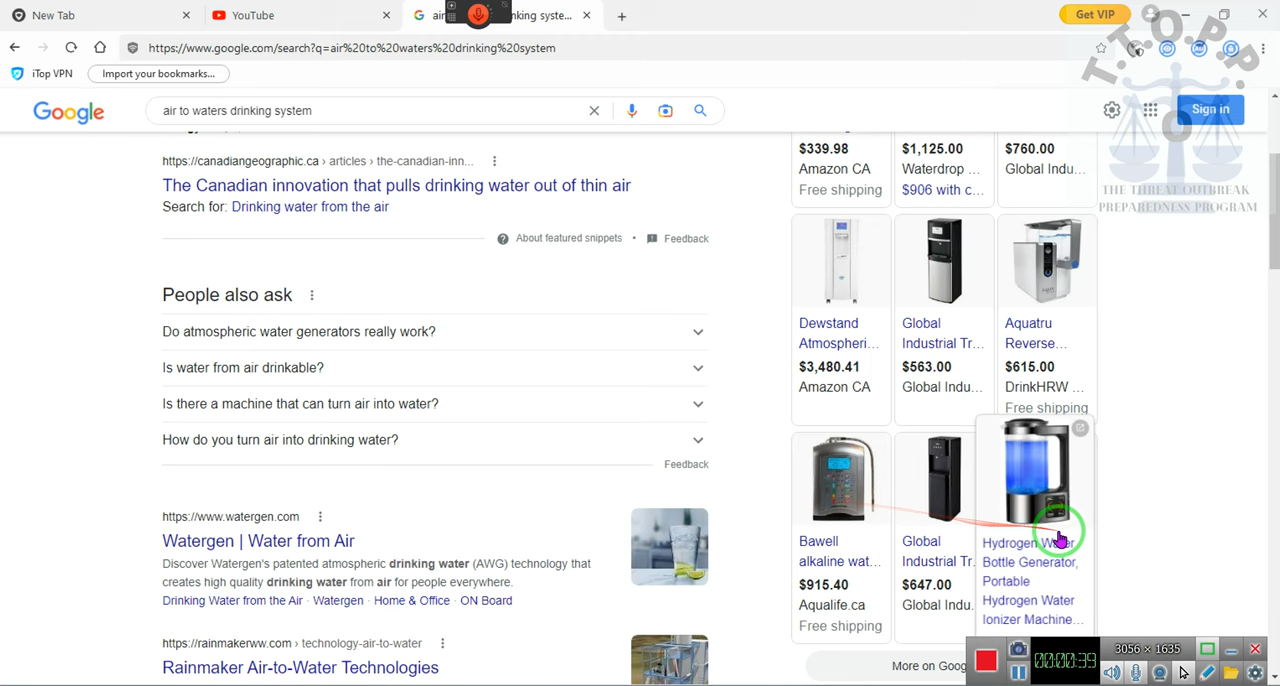 New Tab
YouTube
nking syste...
Get VIP
https://www.google.com/search?q=air%20to%20waters%20drinking%20system
iTop VPN
Import your bookmarks...
T.T.O.P.P.
Google
air to waters drinking system
Sign in
https://canadiangeographic.ca › articles › the-canadian-inn...
The Canadian innovation that pulls drinking water out of thin air
Search for: Drinking water from the air
About featured snippets • Feedback
People also ask
Do atmospheric water generators really work?
Is water from air drinkable?
Is there a machine that can turn air into water?
How do you turn air into drinking water?
Feedback
https://www.watergen.com
Watergen | Water from Air
Discover Watergen's patented atmospheric drinking water (AWG) technology that
creates high quality drinking water from air for people everywhere.
Drinking Water from the Air · Watergen · Home & Office · ON Board
https://rainmakerww.com › technology-air-to-water
Rainmaker Air-to-Water Technologies
$339.98
Amazon CA
Free shipping
$1,125.00
Waterdrop ...
$906 with c...
$760.00
Global Indu...
THE THREAT OUTBREAK
PREPAREDNESS PROGRAM
Dewstand
Atmospheri...
$3,480.41
Amazon CA
Global
Industrial Tr...
$563.00
Global Indu...
Aquatru
Reverse...
$615.00
DrinkHRW ...
Free shipping
Bawell
alkaline wat...
$915.40
Aqualife.ca
Free shipping
Global
Industrial Tr
$647.00
Global Indu.
Hydrogen Water
Bottle Generator,
Portable
Hydrogen Water
Ionizer Machine...
More on Goog
3056 × 1635
00:00:39